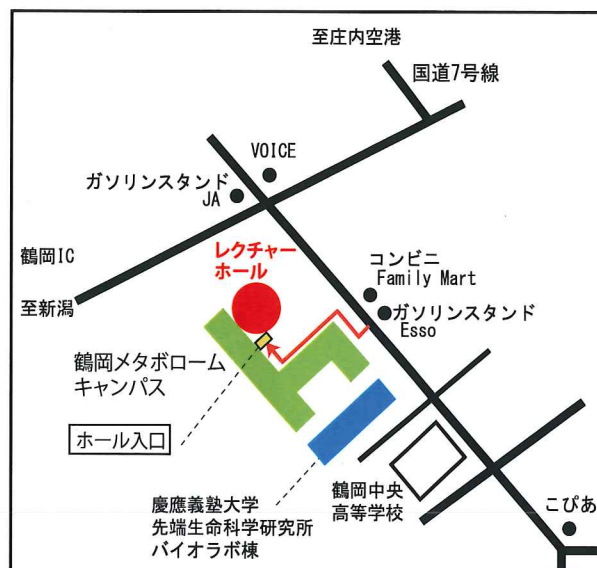 至庄内空港
国道7号線
VOICE
ガソリンスタンド
JA
鶴岡IC
至新潟
レクチャー
ホール
コンビニ
Family Mart
ガソリンスタンド
Esso
鶴岡メタボローム
キャンパス
ホール入口
慶應義塾大学
先端生命科学研究所
バイオラボ棟
鶴岡中央
高等学校
こぴあ